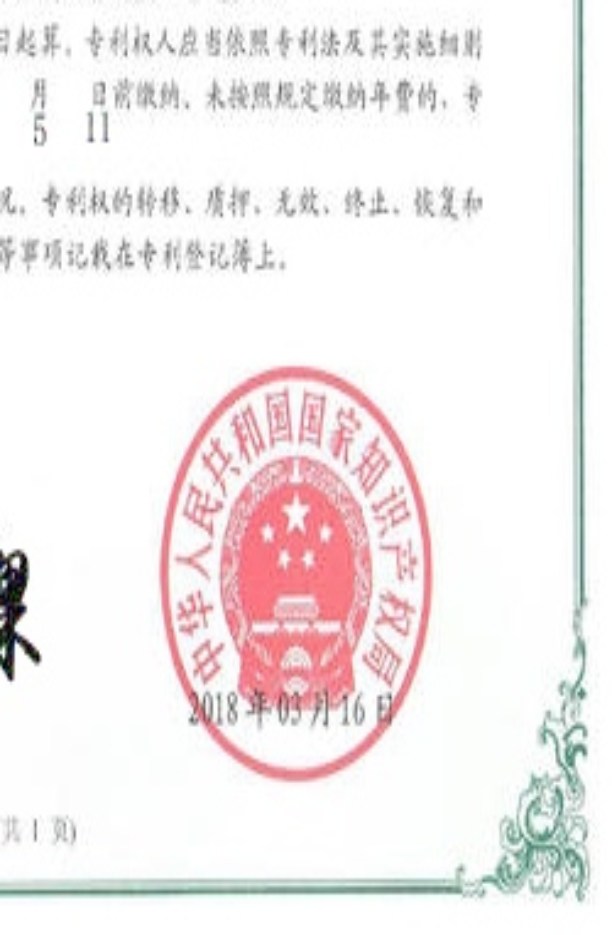 日起算。专利权人应当依照专利法及其实施细则
月 日前缴纳。未按照规定缴纳年费的，专
5 11
况。专利权的转移、质押、无效、终止、恢复和
等事项记载在专利登记簿上。
中华人民共和国国家知识产权局
2018 年 03 月 16 日
共 1 页)